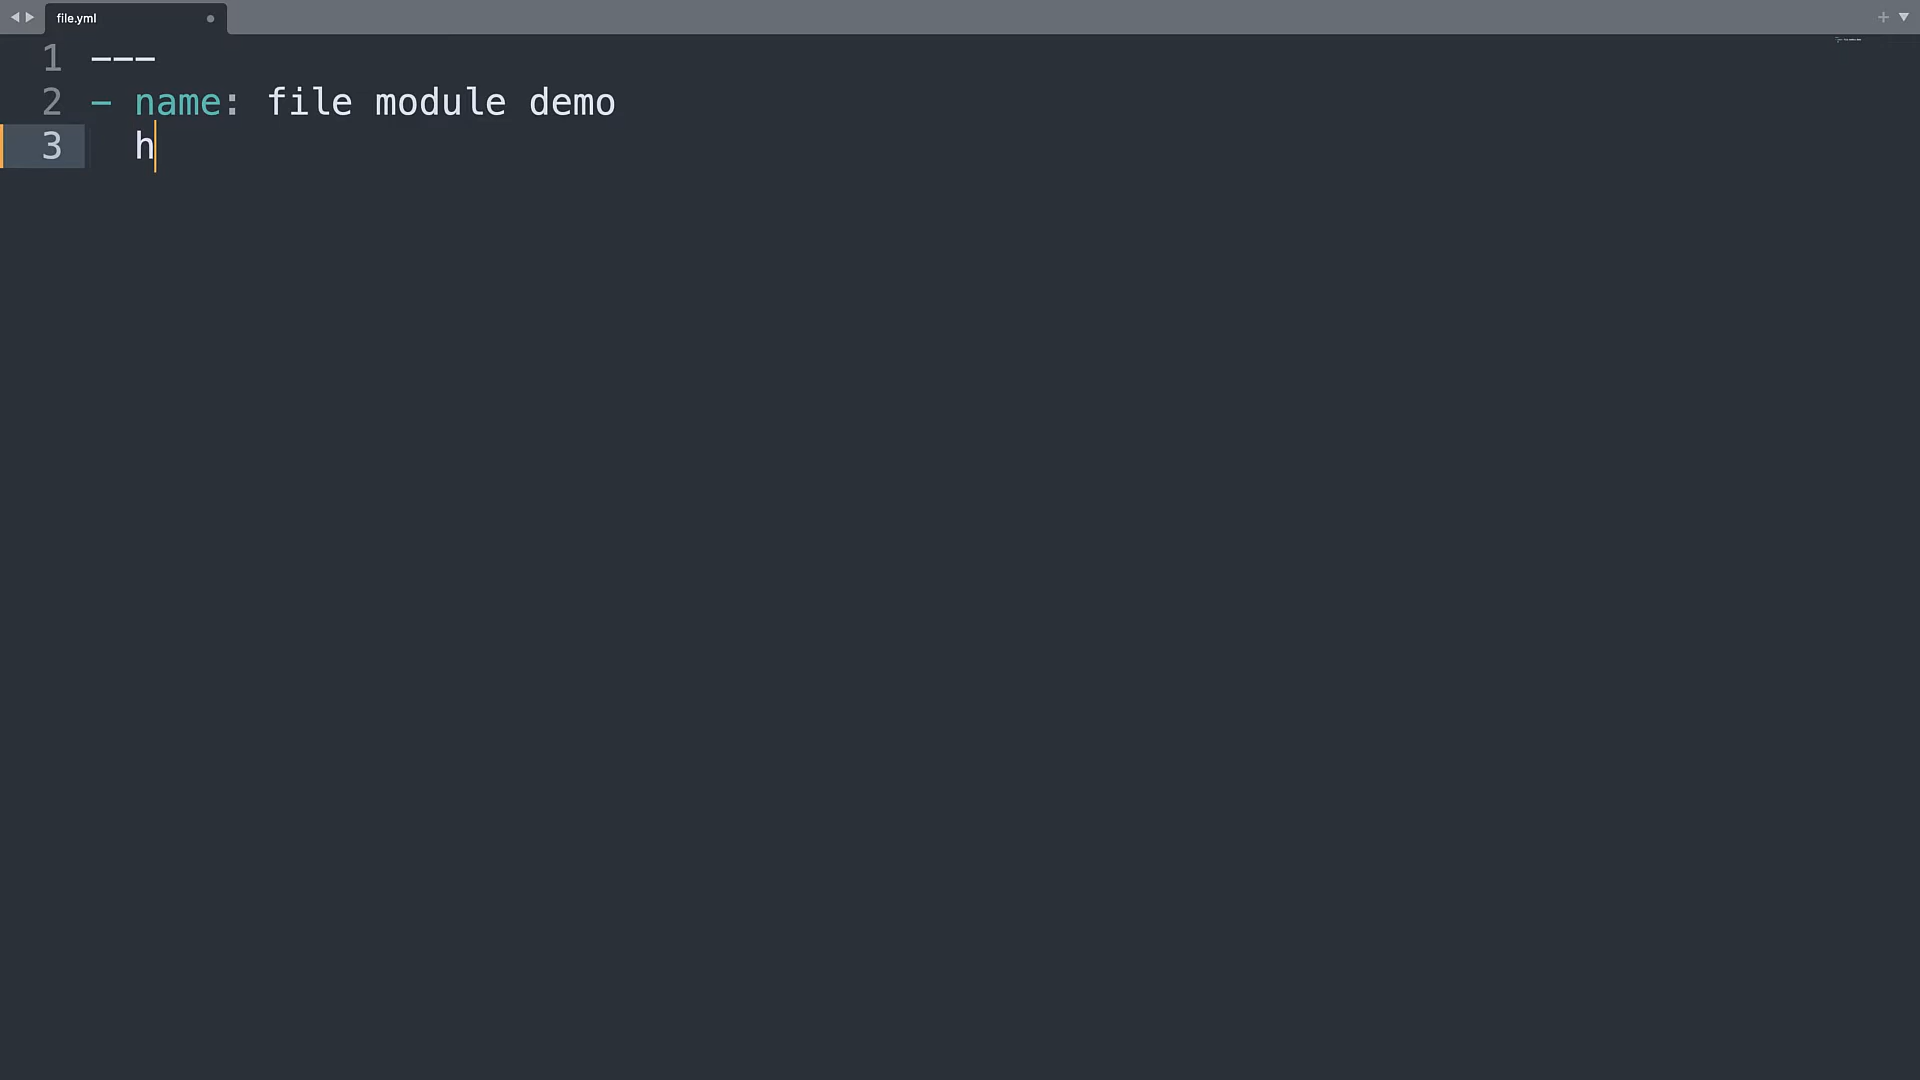 file.yml
1 ---
2 - name: file module demo
3 h